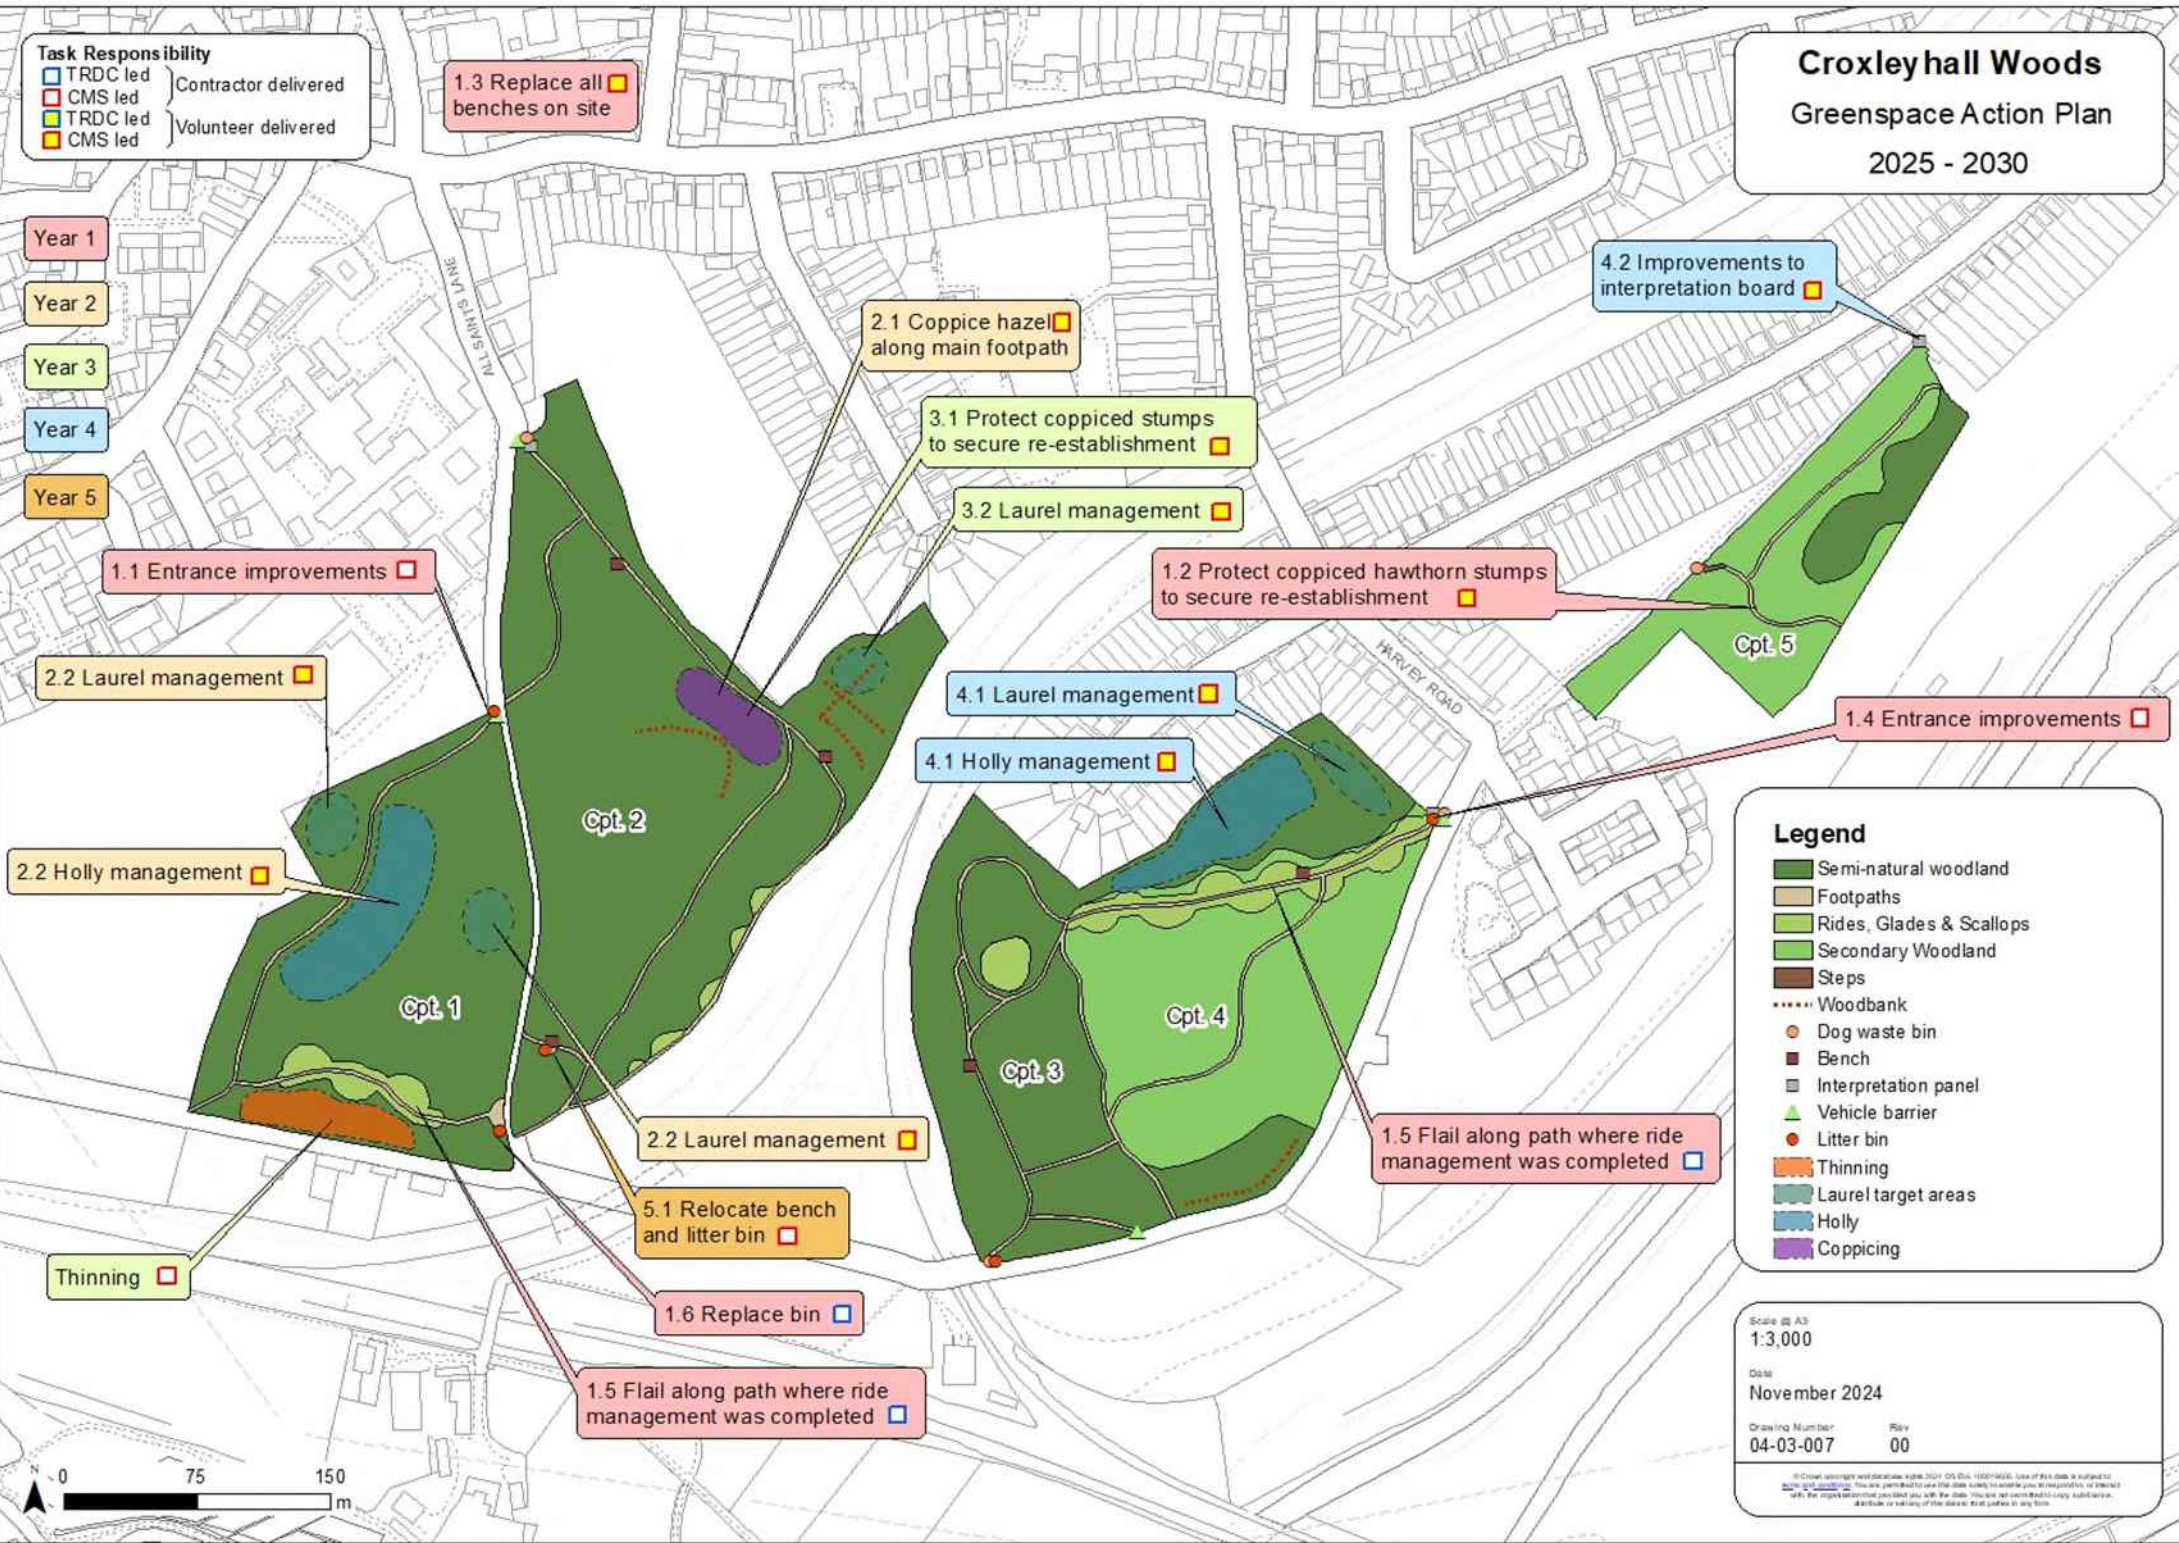 Task Responsibility
TRDC led
CMS led
Contractor delivered
TRDC led
CMS led
Volunteer delivered
Croxleyhall Woods
Greenspace Action Plan
2025 - 2030
1.3 Replace all
benches on site
Year 1
Year 2
Year 3
Year 4
Year 5
ALL SAINTS LANE
4.2 Improvements to
interpretation board
2.1 Coppice hazel
along main footpath
3.1 Protect coppiced stumps
to secure re-establishment
3.2 Laurel management
1.1 Entrance improvements
1.2 Protect coppiced hawthorn stumps
to secure re-establishment
Cpt. 5
HARVEY ROAD
2.2 Laurel management
4.1 Laurel management
1.4 Entrance improvements
4.1 Holly management
Cpt. 2
2.2 Holly management
Cpt. 1
Cpt. 4
Cpt. 3
2.2 Laurel management
1.5 Flail along path where ride
management was completed
5.1 Relocate bench
and litter bin
Thinning
1.6 Replace bin
1.5 Flail along path where ride
management was completed
Legend
Semi-natural woodland
Footpaths
Rides, Glades & Scallops
Secondary Woodland
Steps
Woodbank
Dog waste bin
Bench
Interpretation panel
Vehicle barrier
Litter bin
Thinning
Laurel target areas
Holly
Coppicing
Scale @ A3
1:3,000
Date
November 2024
Drawing Number Rev
04-03-007 00
N
0 75 150
m